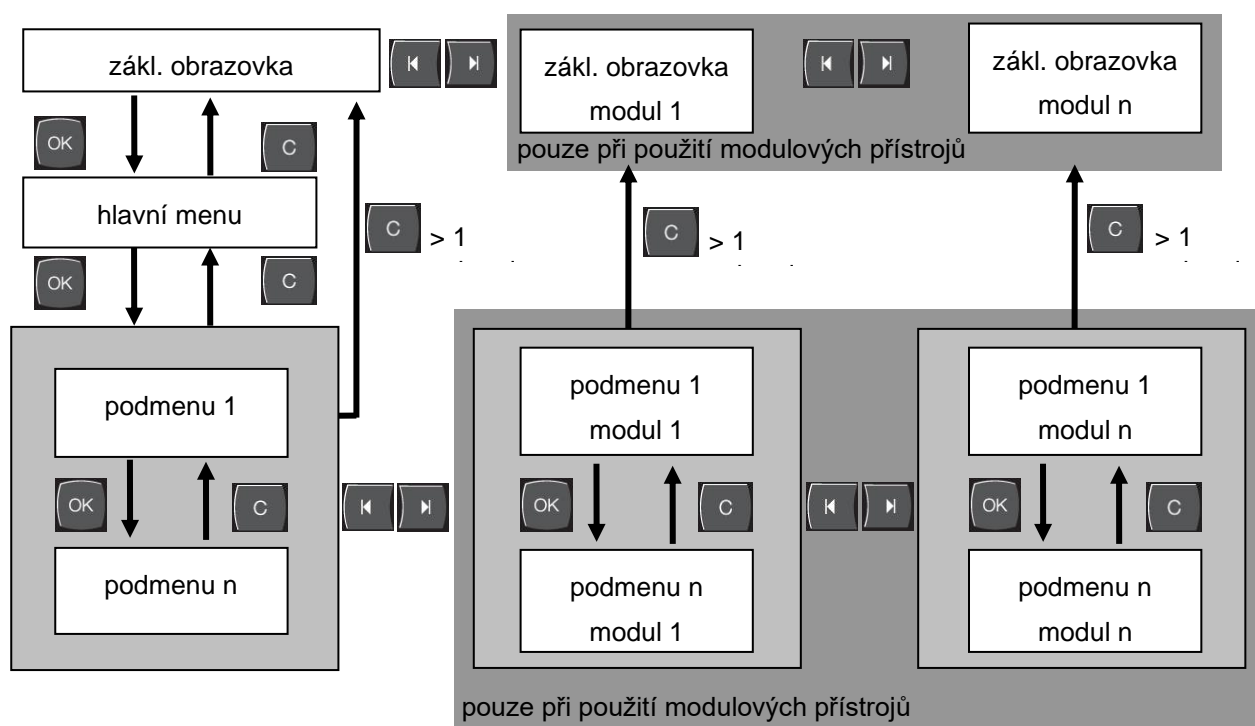 zákl. obrazovka
zákl. obrazovka
modul 1
zákl. obrazovka
modul n
pouze při použití modulových přístrojů
OK
C
hlavní menu
C
> 1
C
> 1
C
> 1
OK
C
podmenu 1
podmenu 1
modul 1
podmenu 1
modul n
OK
C
OK
C
OK
C
podmenu n
podmenu n
modul 1
podmenu n
modul n
pouze při použití modulových přístrojů